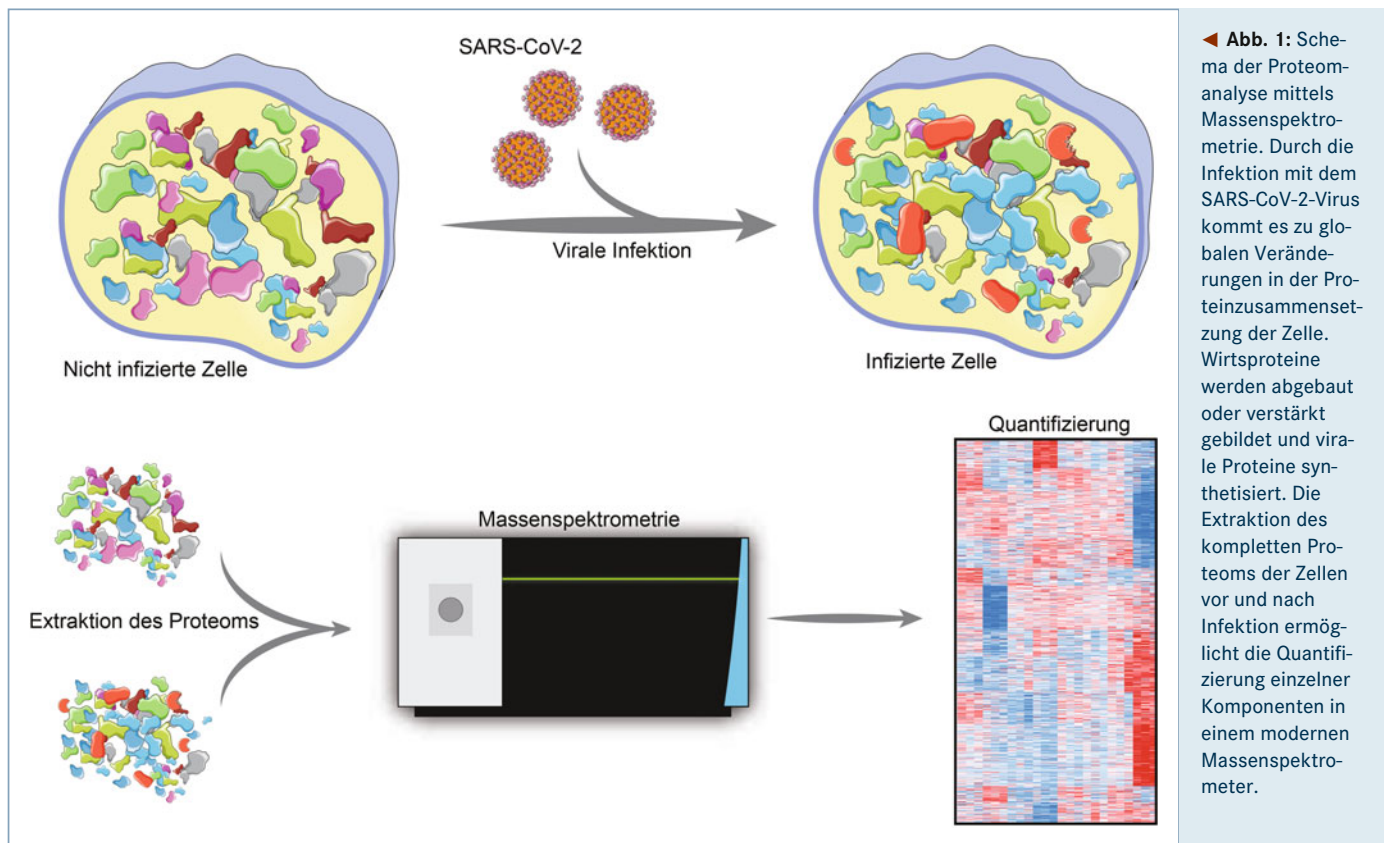 SARS-CoV-2
Virale Infektion
Nicht infizierte Zelle
Infizierte Zelle
Extraktion des Proteoms
Massenspektrometrie
Quantifizierung
◄ Abb. 1: Sche-
ma der Proteom-
analyse mittels
Massenspektro-
metrie. Durch die
Infektion mit dem
SARS-CoV-2-Virus
kommt es zu glo-
balen Verände-
rungen in der Pro-
teinzusammenset-
zung der Zelle.
Wirtsproteine
werden abgebaut
oder verstärkt
gebildet und vira-
le Proteine syn-
thetisiert. Die
Extraktion des
kompletten Pro-
teoms der Zellen
vor und nach
Infektion ermög-
licht die Quantifi-
zierung einzelner
Komponenten in
einem modernen
Massenspektro-
meter.